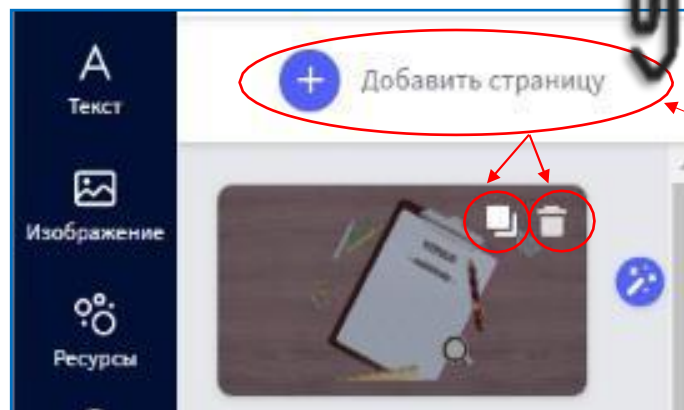 Текст
Добавить страницу
Изображение
Ресурсы